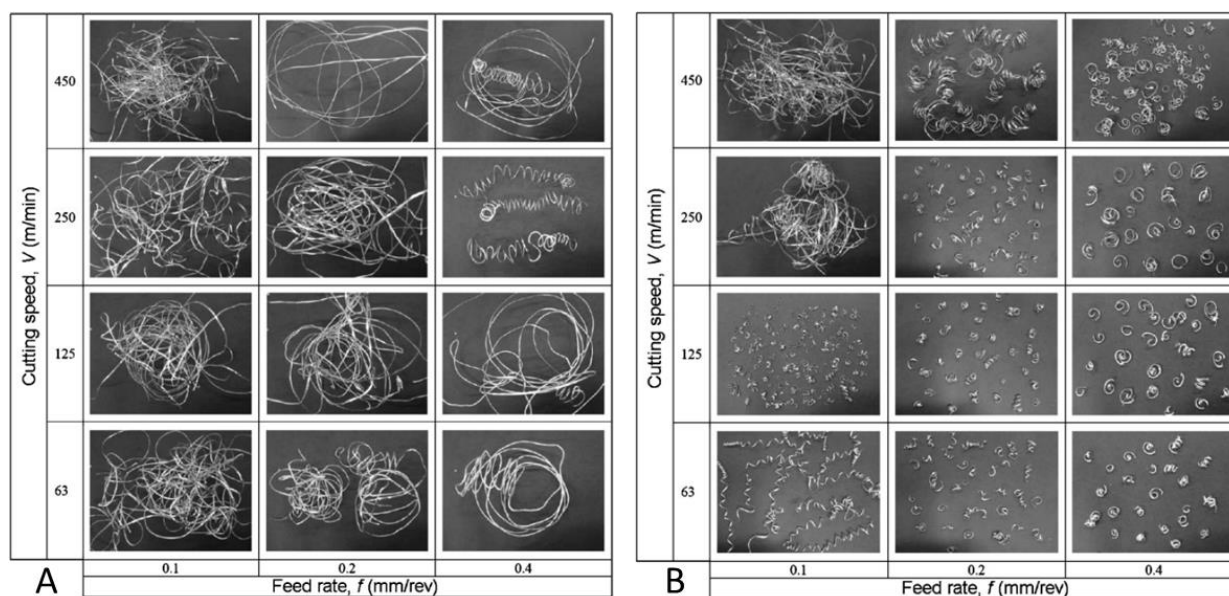 Cutting speed, V (m/min)
450
250
125
63
0.1 0.2 0.4
Feed rate, f (mm/rev)
A
Cutting speed, V (m/min)
450
250
125
63
0.1 0.2 0.4
Feed rate, f (mm/rev)
B